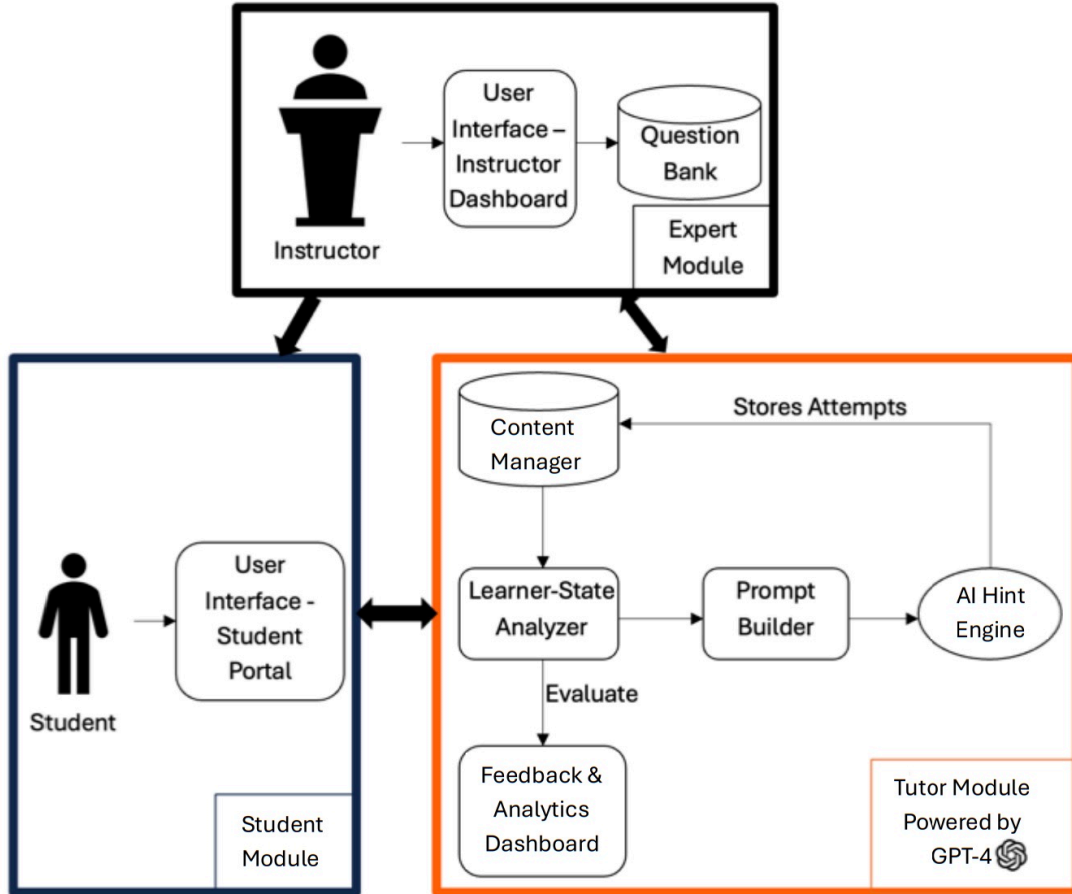 User
Interface –
Instructor
Dashboard
Question
Bank
Instructor
Expert
Module
Content
Manager
Stores Attempts
User
Interface -
Student
Portal
Student
Student
Module
Learner-State
Analyzer
Prompt
Builder
AI Hint
Engine
Evaluate
Feedback &
Analytics
Dashboard
Tutor Module
Powered by
GPT-4